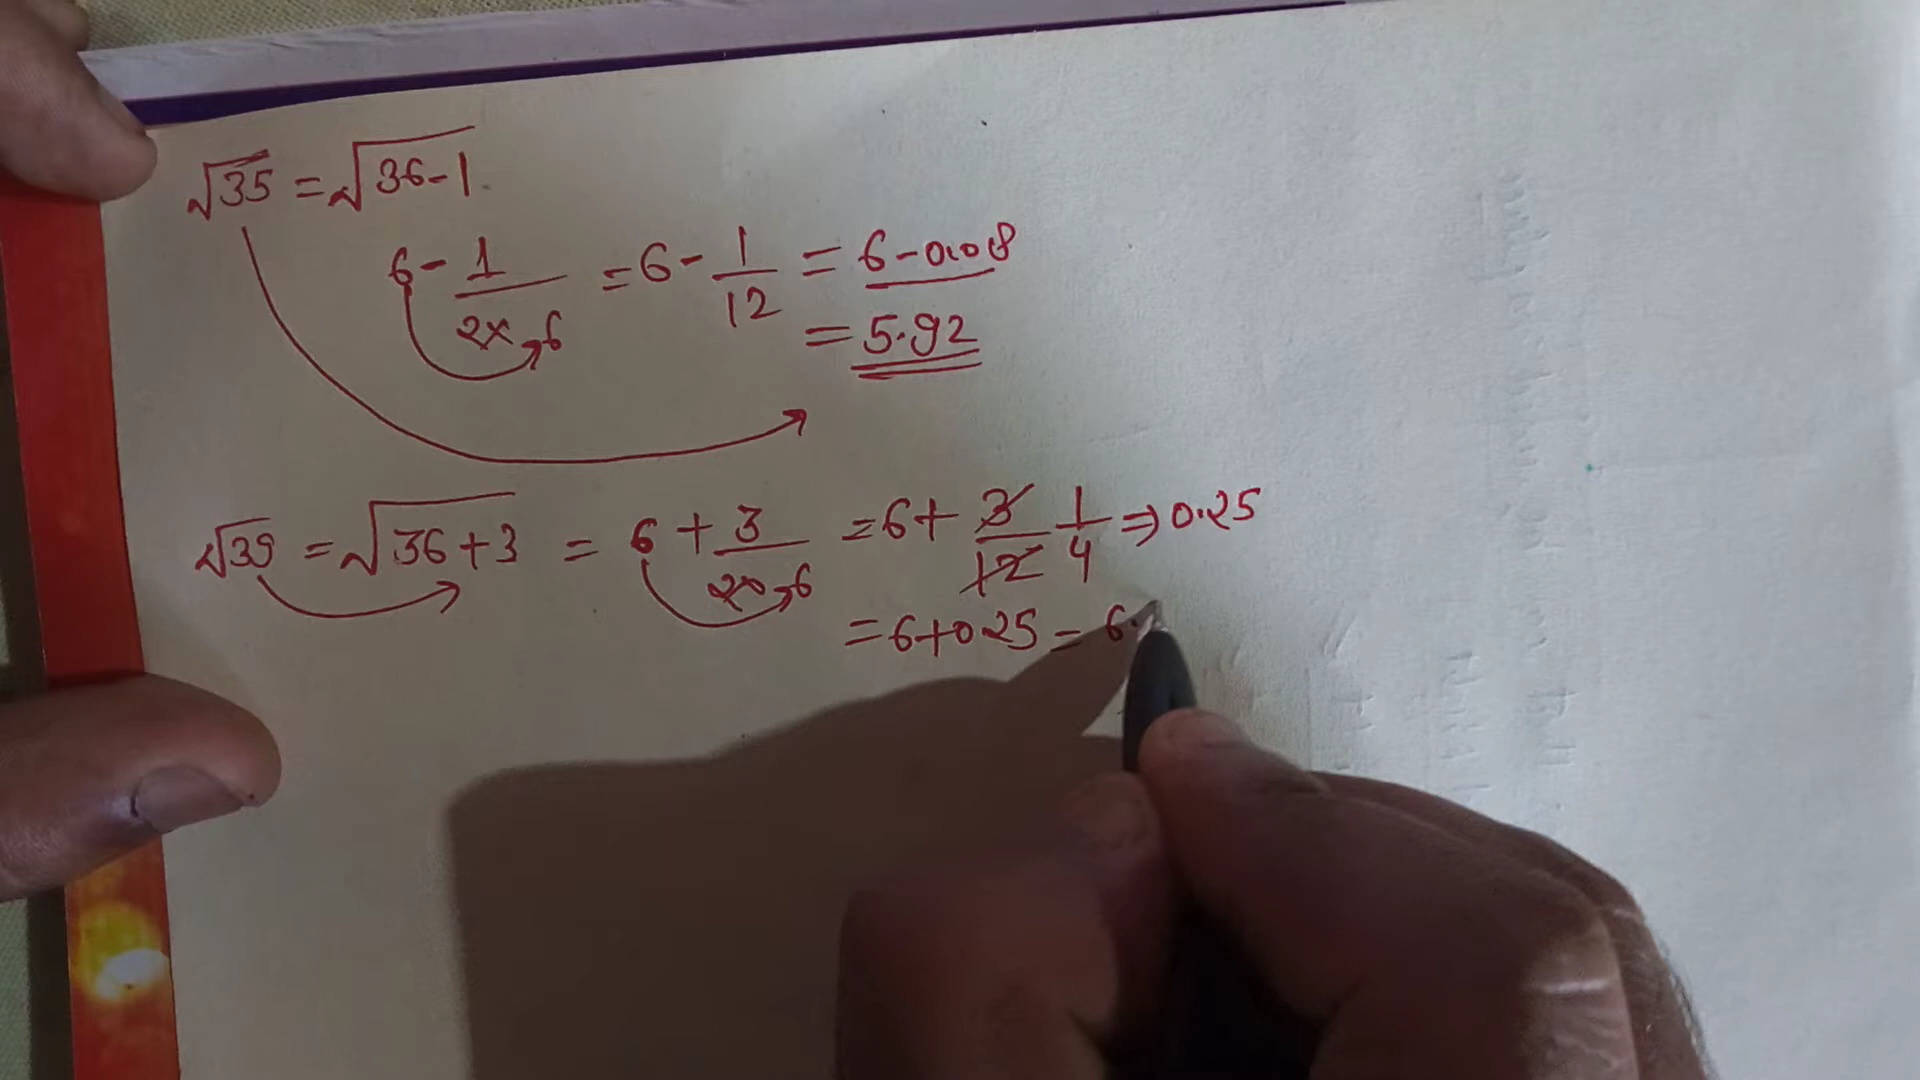 √35 = √36-1
6 - 1/2×6 = 6 - 1/12 = 6-0.08
= 5.92
√39 = √36+3 = 6 + 3/2×6 = 6+ 3/12 1/4 ⇒ 0.25
= 6+0.25 = 6.